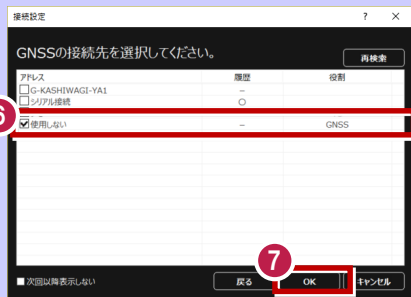 接続設定
? ×
GNSSの接続先を選択してください。
再検索
アドレス 履歴 役割
G-KASHIWAGI-YA1 –
シリアル接続 ○
6
使用しない – GNSS
7
次回以降表示しない 戻る OK キャンセル